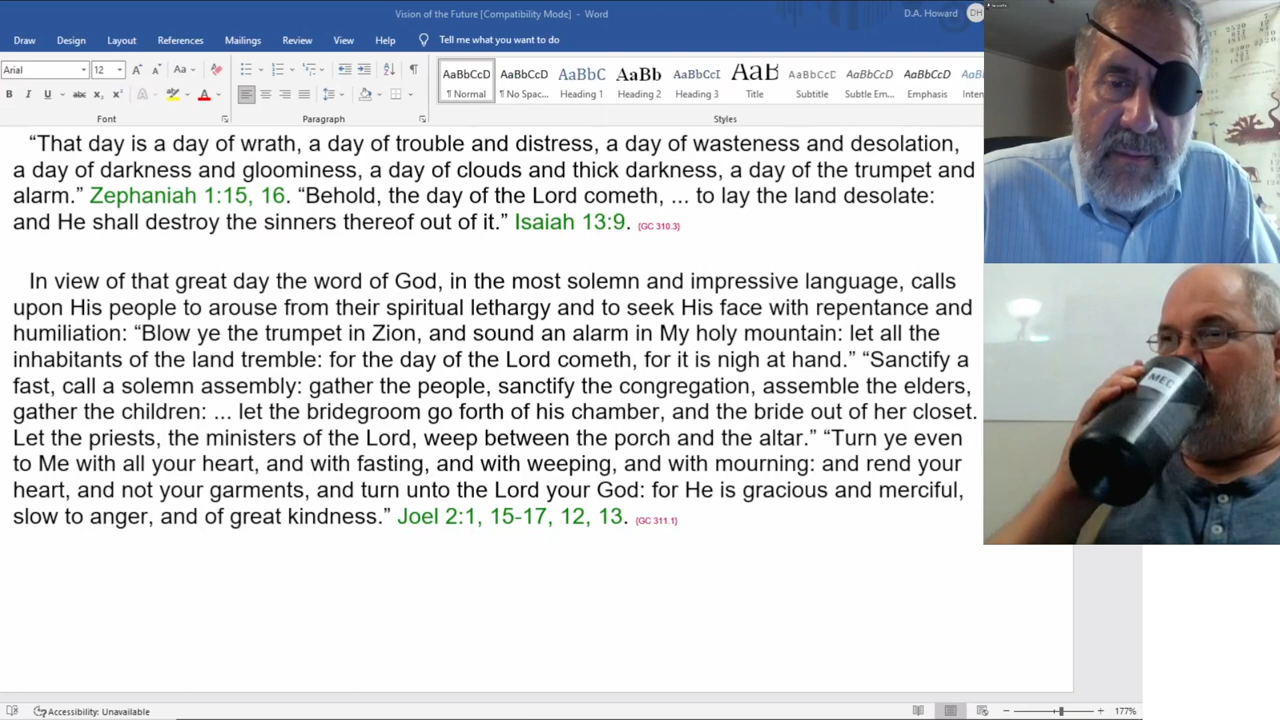 Vision of the Future [Compatibility Mode] - Word
D.A. Howard DH
Draw Design Layout References Mailings Review View Help Tell me what you want to do
Arial 12 A A Aa
B I U abc x₂ x² A A
AaBbCcD AaBbCcD AaBbC AaBb AaBbCcI AaB AaBbCcD AaBbCcD AaBbCcD AaBb
¶ Normal ¶ No Spac... Heading 1 Heading 2 Heading 3 Title Subtitle Subtle Em... Emphasis Inten
Font Paragraph Styles
“That day is a day of wrath, a day of trouble and distress, a day of wasteness and desolation,
a day of darkness and gloominess, a day of clouds and thick darkness, a day of the trumpet and
alarm.” Zephaniah 1:15, 16. “Behold, the day of the Lord cometh, ... to lay the land desolate:
and He shall destroy the sinners thereof out of it.” Isaiah 13:9. {GC 310.3}
In view of that great day the word of God, in the most solemn and impressive language, calls
upon His people to arouse from their spiritual lethargy and to seek His face with repentance and
humiliation: “Blow ye the trumpet in Zion, and sound an alarm in My holy mountain: let all the
inhabitants of the land tremble: for the day of the Lord cometh, for it is nigh at hand.” “Sanctify a
fast, call a solemn assembly: gather the people, sanctify the congregation, assemble the elders,
gather the children: ... let the bridegroom go forth of his chamber, and the bride out of her closet.
Let the priests, the ministers of the Lord, weep between the porch and the altar.” “Turn ye even
to Me with all your heart, and with fasting, and with weeping, and with mourning: and rend your
heart, and not your garments, and turn unto the Lord your God: for He is gracious and merciful,
slow to anger, and of great kindness.” Joel 2:1, 15-17, 12, 13. {GC 311.1}
MEC
Accessibility: Unavailable
177%